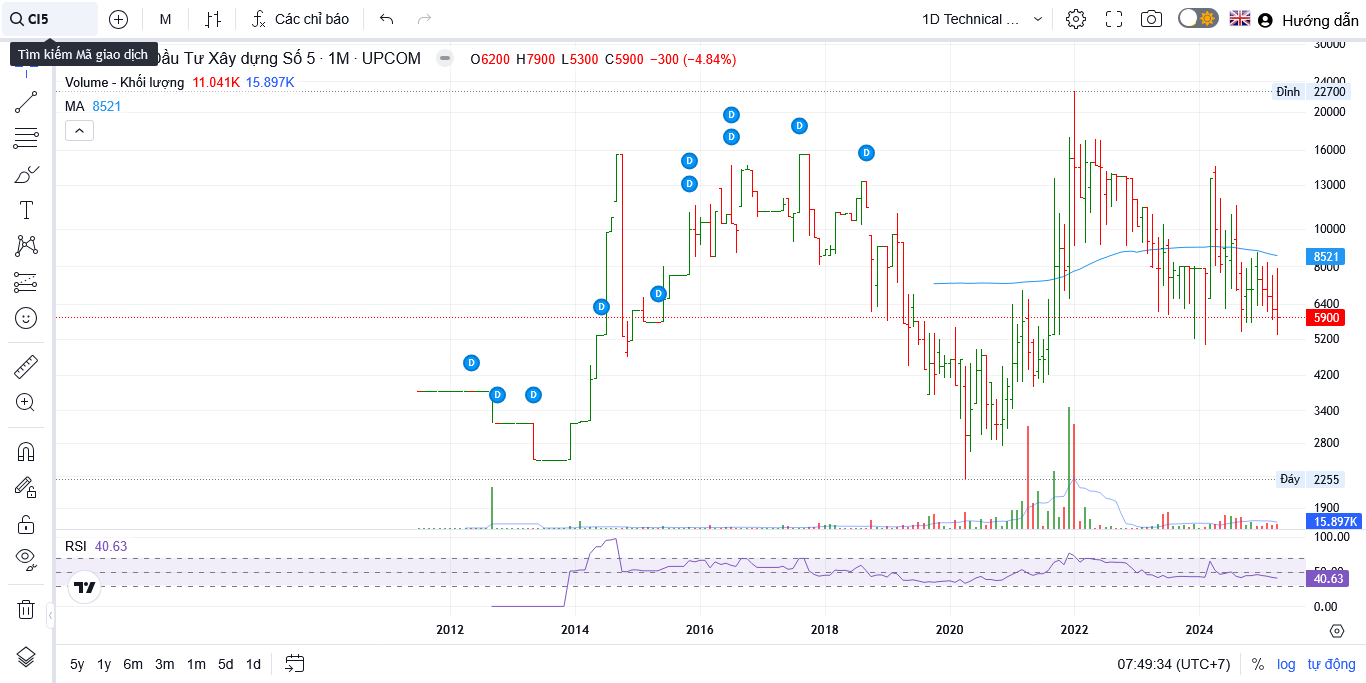 CI5 M Các chỉ báo 1D Technical ... Hướng dẫn
Tìm kiếm Mã giao dịch
Đầu Tư Xây dựng Số 5 · 1M · UPCOM O6200 H7900 L5300 C5900 −300 (−4.84%)
Volume - Khối lượng 11.041K 15.897K
MA 8521
30000
24000
Đỉnh 22700
20000
16000
13000
10000
8521
8000
6400
5900
5200
4200
3400
2800
Đáy 2255
1900
15.897K
D
D
D
D
D
D
D
D
D
D
D
RSI 40.63
100.00
50.00
40.63
0.00
2012 2014 2016 2018 2020 2022 2024
5y 1y 6m 3m 1m 5d 1d 07:49:34 (UTC+7) % log tự động